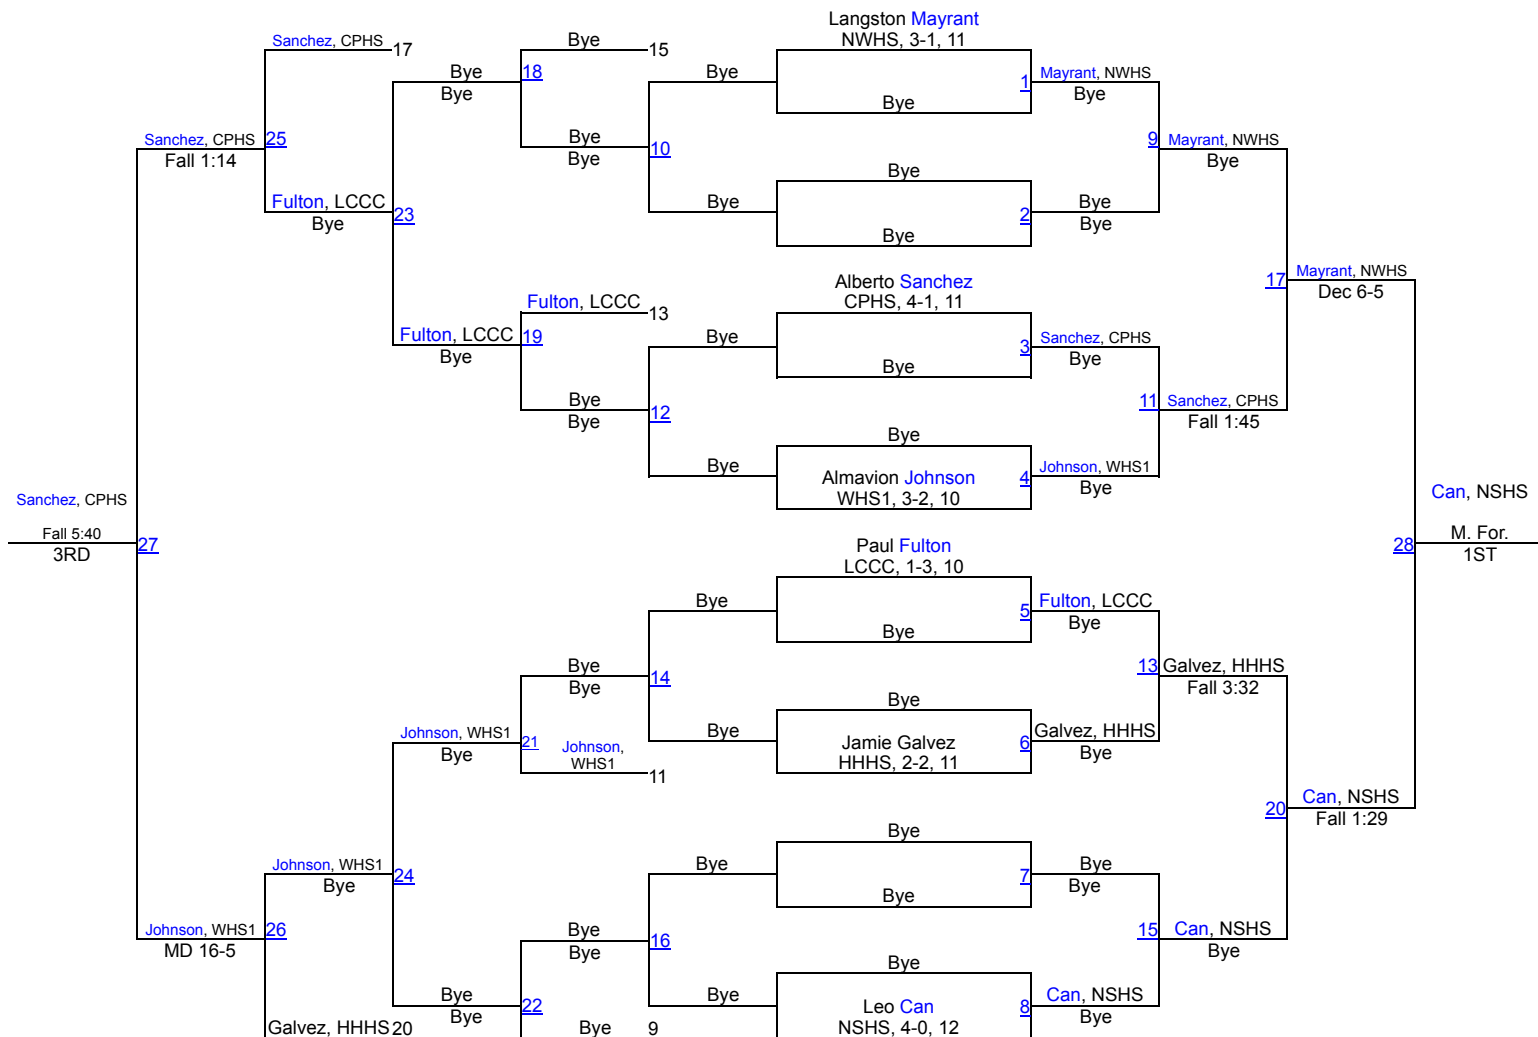 Langston Mayrant
NWHS, 3-1, 11
Sanchez, CPHS
17
Bye
15
Bye
Bye
18
Bye
1
Mayrant, NWHS
Bye
Bye
Sanchez, CPHS
Fall 1:14
25
Bye
Bye
10
9
Mayrant, NWHS
Bye
Bye
Fulton, LCCC
Bye
23
Bye
2
Bye
Bye
Bye
Alberto Sanchez
CPHS, 4-1, 11
17
Mayrant, NWHS
Dec 6-5
Fulton, LCCC
13
Fulton, LCCC
Bye
19
Bye
3
Sanchez, CPHS
Bye
Bye
Bye
Bye
12
11
Sanchez, CPHS
Fall 1:45
Bye
Bye
Almavion Johnson
WHS1, 3-2, 10
4
Johnson, WHS1
Bye
Sanchez, CPHS
Fall 5:40
3RD
27
Can, NSHS
28
M. For.
1ST
Paul Fulton
LCCC, 1-3, 10
Bye
5
Fulton, LCCC
Bye
Bye
Bye
Bye
14
13
Galvez, HHHS
Fall 3:32
Bye
Johnson, WHS1
Bye
21
Johnson,
WHS1
11
Bye
Jamie Galvez
HHHS, 2-2, 11
6
Galvez, HHHS
Bye
20
Can, NSHS
Fall 1:29
Bye
Johnson, WHS1
Bye
24
Bye
7
Bye
Bye
Bye
Johnson, WHS1
MD 16-5
26
Bye
Bye
16
15
Can, NSHS
Bye
Bye
Bye
Bye
22
Bye
Leo Can
NSHS, 4-0, 12
8
Can, NSHS
Bye
Galvez, HHHS
20
Bye
9